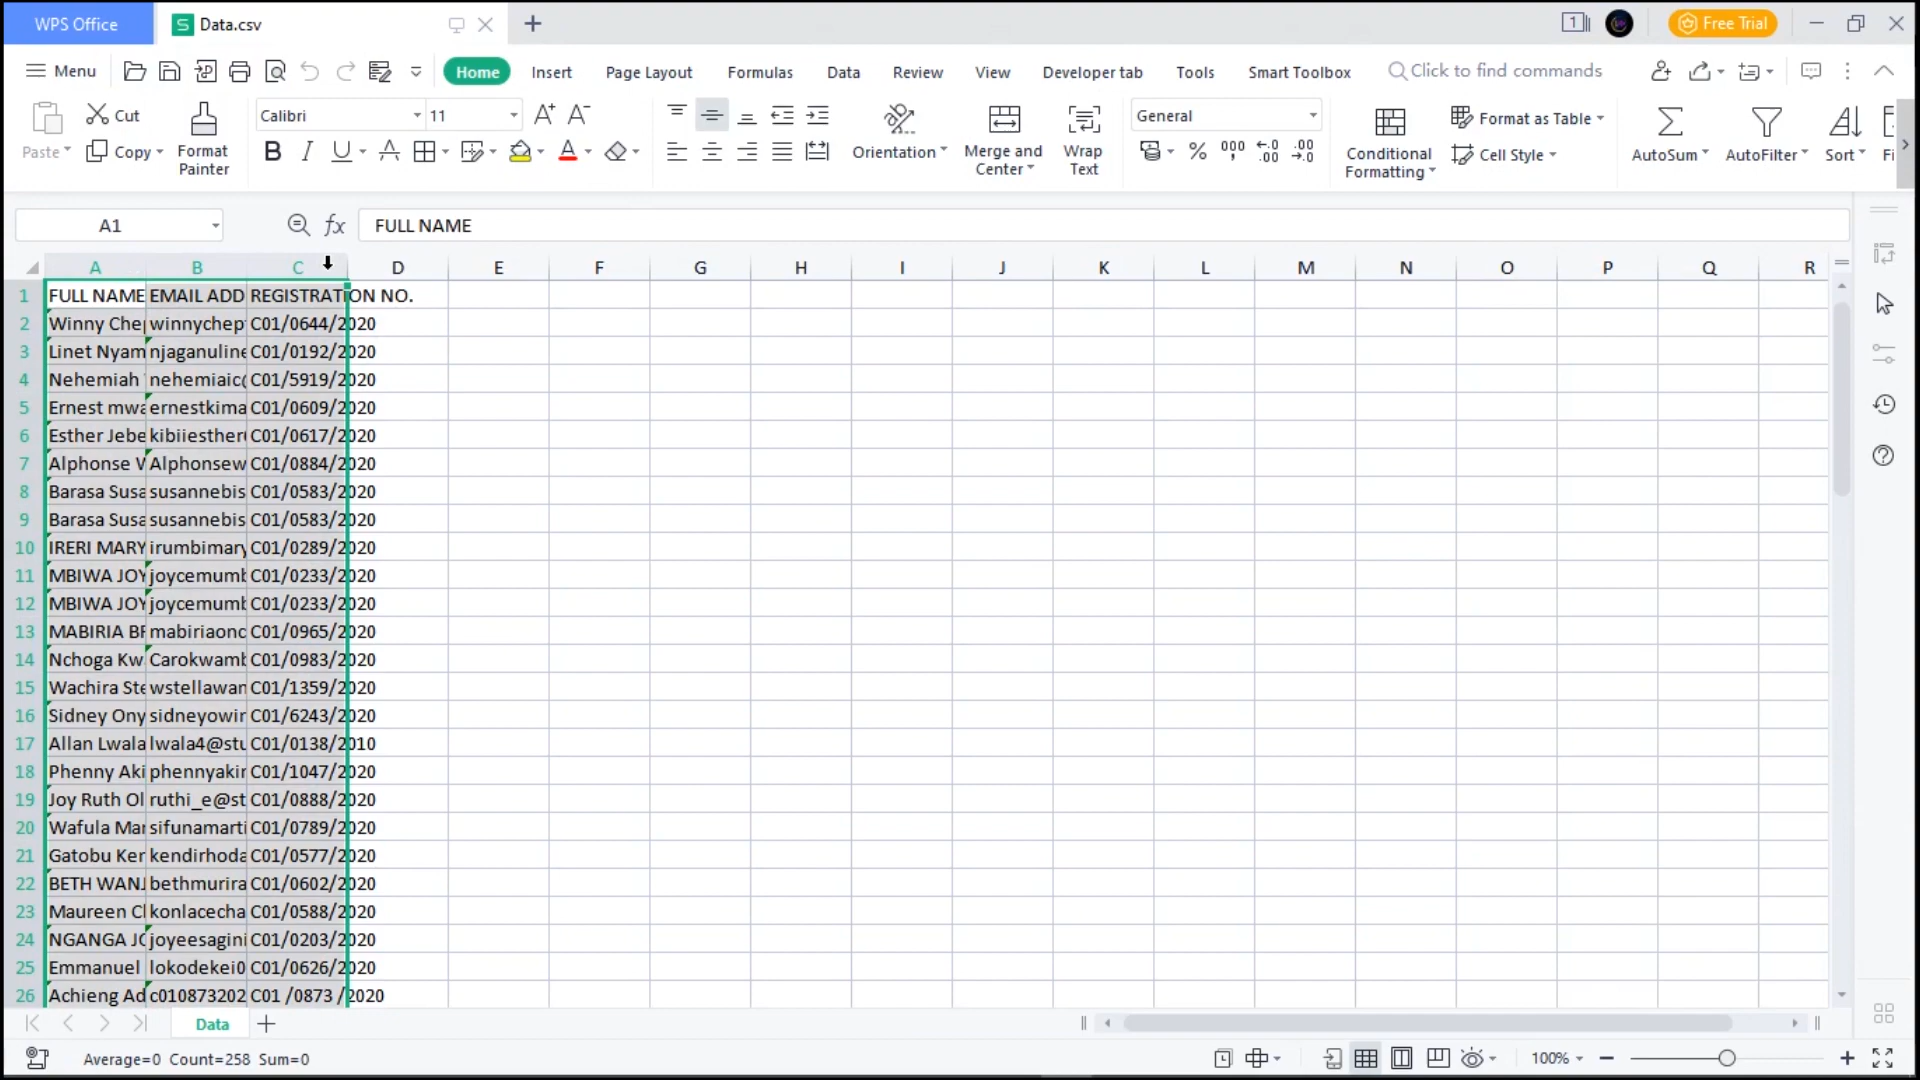 WPS Office
Data.csv
1
Free Trial
Menu
Home
Insert
Page Layout
Formulas
Data
Review
View
Developer tab
Tools
Smart Toolbox
Click to find commands
Paste
Cut
Copy
Format
Painter
Calibri
11
Orientation
Merge and
Center
Wrap
Text
General
Conditional
Formatting
Format as Table
Cell Style
AutoSum
AutoFilter
Sort
Fi
A1
fx
FULL NAME
A B C D E F G H I J K L M N O P Q R
1 FULL NAME EMAIL ADD REGISTRATION NO.
2 Winny Chep winnychept C01/0644/2020
3 Linet Nyam njaganuline C01/0192/2020
4 Nehemiah nehemiaic@ C01/5919/2020
5 Ernest mwa ernestkima C01/0609/2020
6 Esther Jebe kibiiesther C01/0617/2020
7 Alphonse W Alphonsew C01/0884/2020
8 Barasa Susa susannebis C01/0583/2020
9 Barasa Susa susannebis C01/0583/2020
10 IRERI MARY irumbimary C01/0289/2020
11 MBIWA JOY joycemumb C01/0233/2020
12 MBIWA JOY joycemumb C01/0233/2020
13 MABIRIA BR mabiriaonc C01/0965/2020
14 Nchoga Kw Carokwamb C01/0983/2020
15 Wachira Ste wstellawan C01/1359/2020
16 Sidney Ony sidneyowin C01/6243/2020
17 Allan Lwala lwala4@stu C01/0138/2010
18 Phenny Aki phennyakin C01/1047/2020
19 Joy Ruth Ol ruthi_e@st C01/0888/2020
20 Wafula Mar sifunamarti C01/0789/2020
21 Gatobu Ker kendirhoda C01/0577/2020
22 BETH WANJ bethmurira C01/0602/2020
23 Maureen Ch konlacecha C01/0588/2020
24 NGANGA JO joyeesagini C01/0203/2020
25 Emmanuel lokodekei0 C01/0626/2020
26 Achieng Ad c010873202 C01 /0873 /2020
Data
Average=0 Count=258 Sum=0
100%